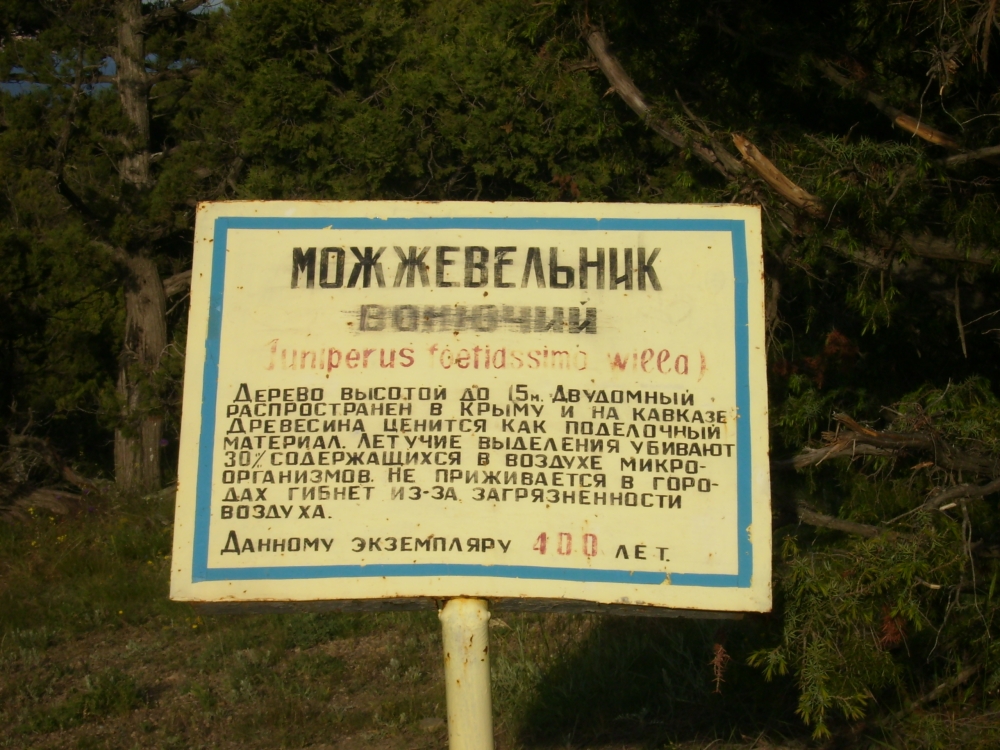 МОЖЖЕВЕЛЬНИК
ВОНЮЧИЙ
Juniperus foetidssimo willd)
ДЕРЕВО ВЫСОТОЙ ДО 15м. ДВУДОМНЫЙ
РАСПРОСТРАНЕН В КРЫМУ И НА КАВКАЗЕ
ДРЕВЕСИНА ЦЕНИТСЯ КАК ПОДЕЛОЧНЫЙ
МАТЕРИАЛ. ЛЕТУЧИЕ ВЫДЕЛЕНИЯ УБИВАЮТ
30% СОДЕРЖАЩИХСЯ В ВОЗДУХЕ МИКРО-
ОРГАНИЗМОВ. НЕ ПРИЖИВАЕТСЯ В ГОРО-
ДАХ ГИБНЕТ ИЗ-ЗА ЗАГРЯЗНЕННОСТИ
ВОЗДУХА.
ДАННОМУ ЭКЗЕМПЛЯРУ 400 ЛЕТ.